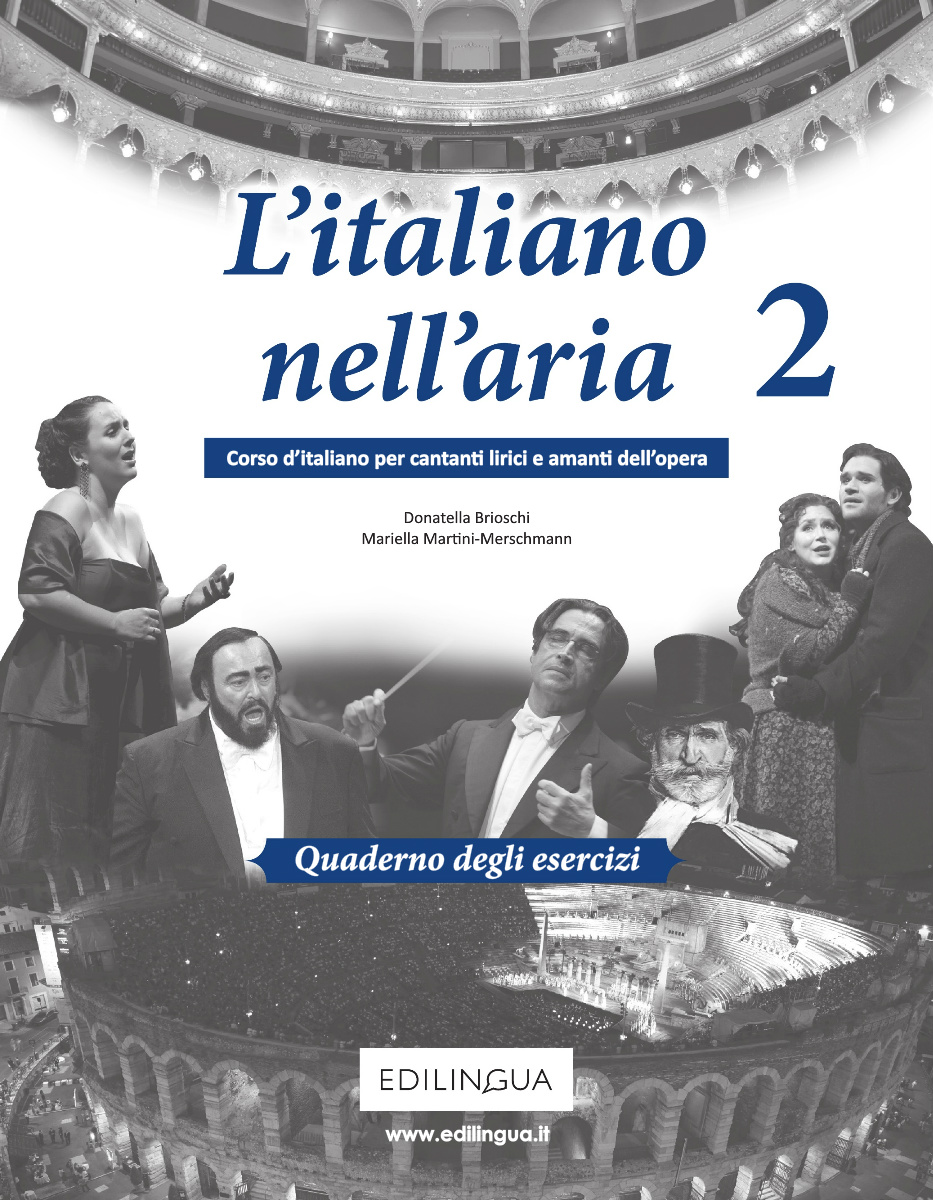 L'italiano
nell'aria 2
Corso d'italiano per cantanti lirici e amanti dell'opera
Donatella Brioschi
Mariella Martini-Merschmann
Quaderno degli esercizi
EDILINGUA
www.edilingua.it